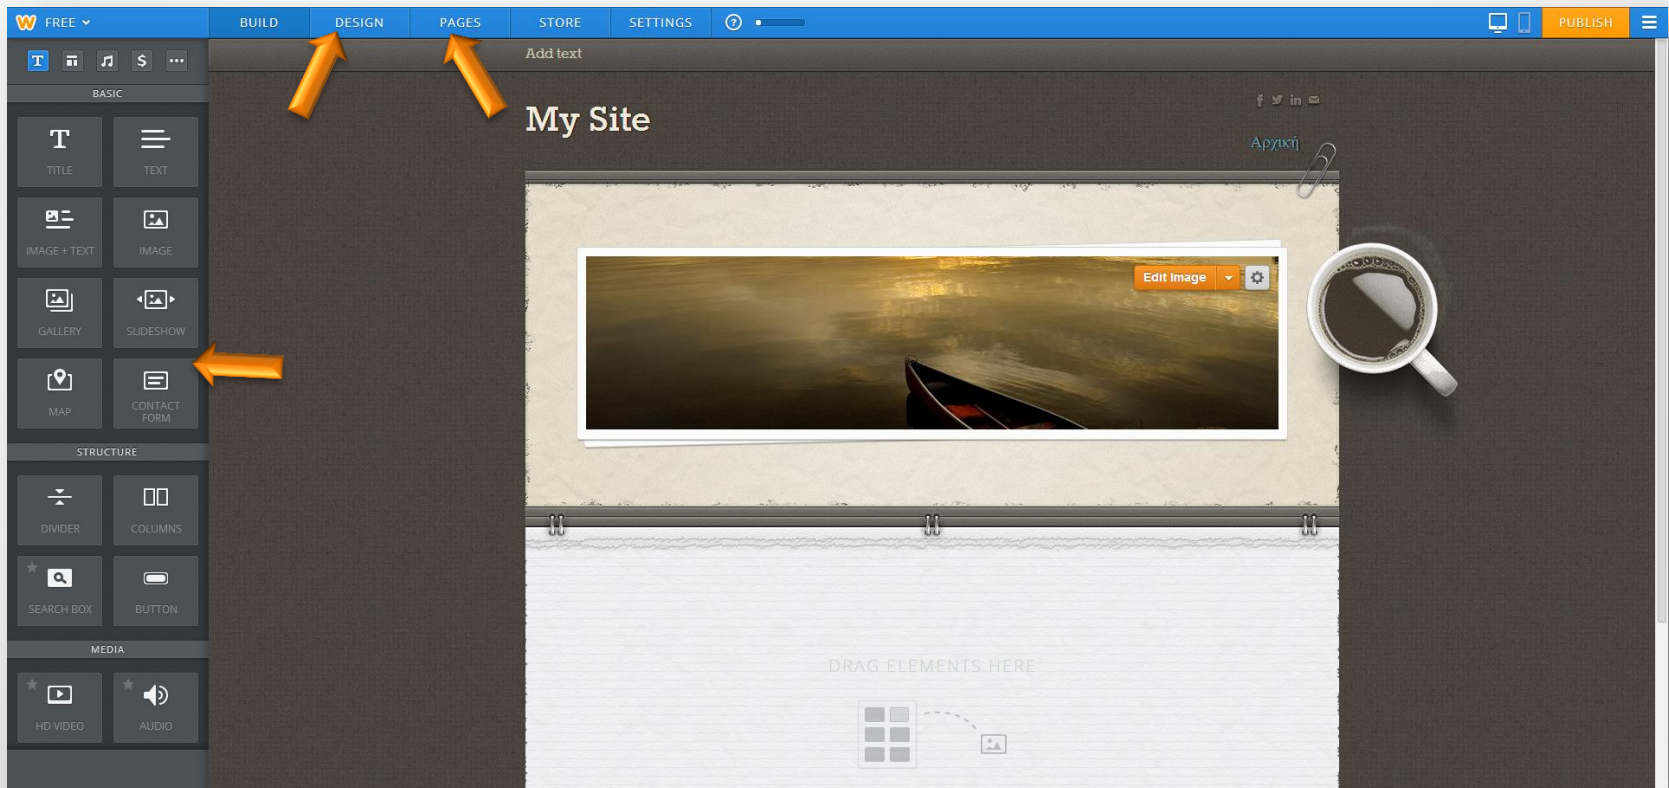 FREE
BUILD
DESIGN
PAGES
STORE
SETTINGS
?
PUBLISH
T
$
BASIC
T
TITLE
TEXT
IMAGE + TEXT
IMAGE
GALLERY
SLIDESHOW
MAP
CONTACT
FORM
STRUCTURE
DIVIDER
COLUMNS
SEARCH BOX
BUTTON
MEDIA
HD VIDEO
AUDIO
Add text
My Site
Αρχική
Edit Image
DRAG ELEMENTS HERE